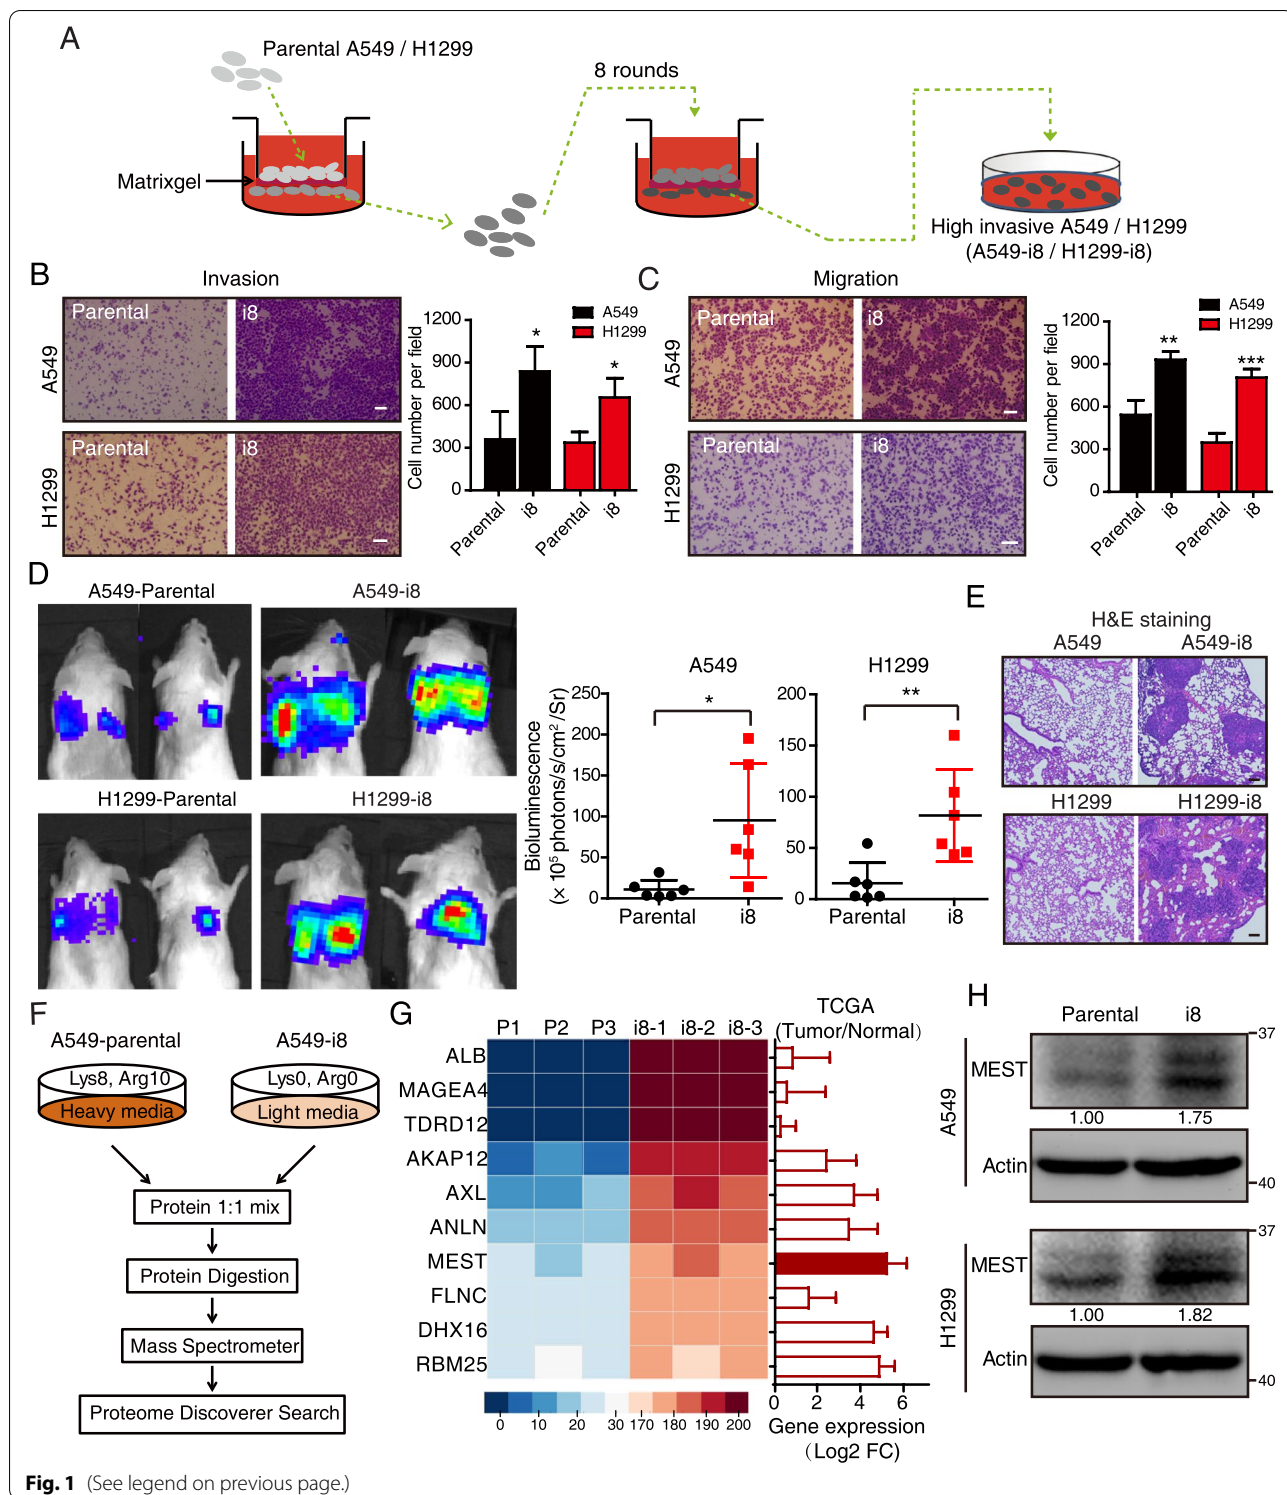 A
Parental A549 / H1299
8 rounds
Matrixgel
High invasive A549 / H1299
(A549-i8 / H1299-i8)
B
Invasion
Parental
i8
A549
Parental
i8
H1299
A549
H1299
Cell number per field
1200
900
600
300
0
*
*
Parental
i8
Parental
i8
C
Migration
Parental
i8
A549
Parental
i8
H1299
A549
H1299
Cell number per field
1200
900
600
300
0
**
***
Parental
i8
Parental
i8
D
A549-Parental
A549-i8
H1299-Parental
H1299-i8
Bioluminescence
(× 10⁵ photons/s/cm⁻² /Sr)
A549
250
200
150
100
50
0
*
Parental
i8
H1299
200
150
100
50
0
**
Parental
i8
E
H&E staining
A549
A549-i8
H1299
H1299-i8
F
A549-parental
A549-i8
Lys8, Arg10
Lys0, Arg0
Heavy media
Light media
Protein 1:1 mix
Protein Digestion
Mass Spectrometer
Proteome Discoverer Search
G
P1 P2 P3 i8-1 i8-2 i8-3
TCGA
(Tumor/Normal)
ALB
MAGEA4
TDRD12
AKAP12
AXL
ANLN
MEST
FLNC
DHX16
RBM25
0 10 20 30 170 180 190 200
0 2 4 6
Gene expression
(Log2 FC)
H
Parental i8
A549
MEST
37
1.00 1.75
Actin
40
H1299
MEST
37
1.00 1.82
Actin
40
Fig. 1 (See legend on previous page.)